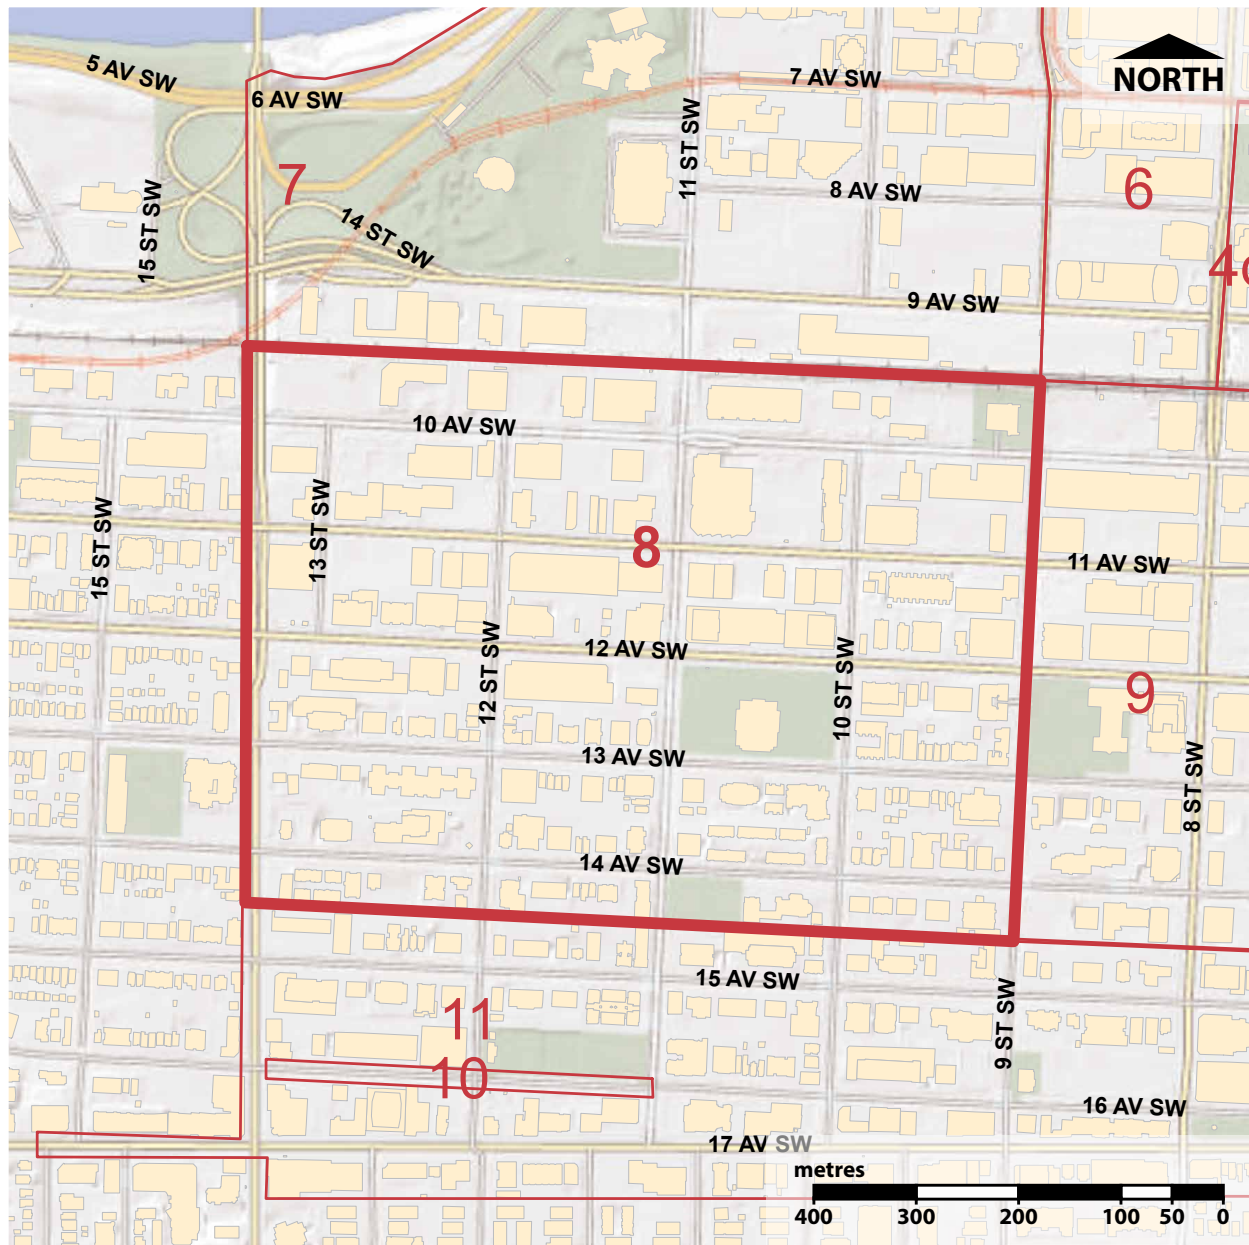 5 AV SW
6 AV SW
7 AV SW
NORTH
11 ST SW
7
8 AV SW
6
15 ST SW
14 ST SW
9 AV SW
10 AV SW
15 ST SW
13 ST SW
8
11 AV SW
12 AV SW
12 ST SW
10 ST SW
9
13 AV SW
8 ST SW
14 AV SW
15 AV SW
11
9 ST SW
10
16 AV SW
17 AV SW
metres
400 300 200 100 50 0